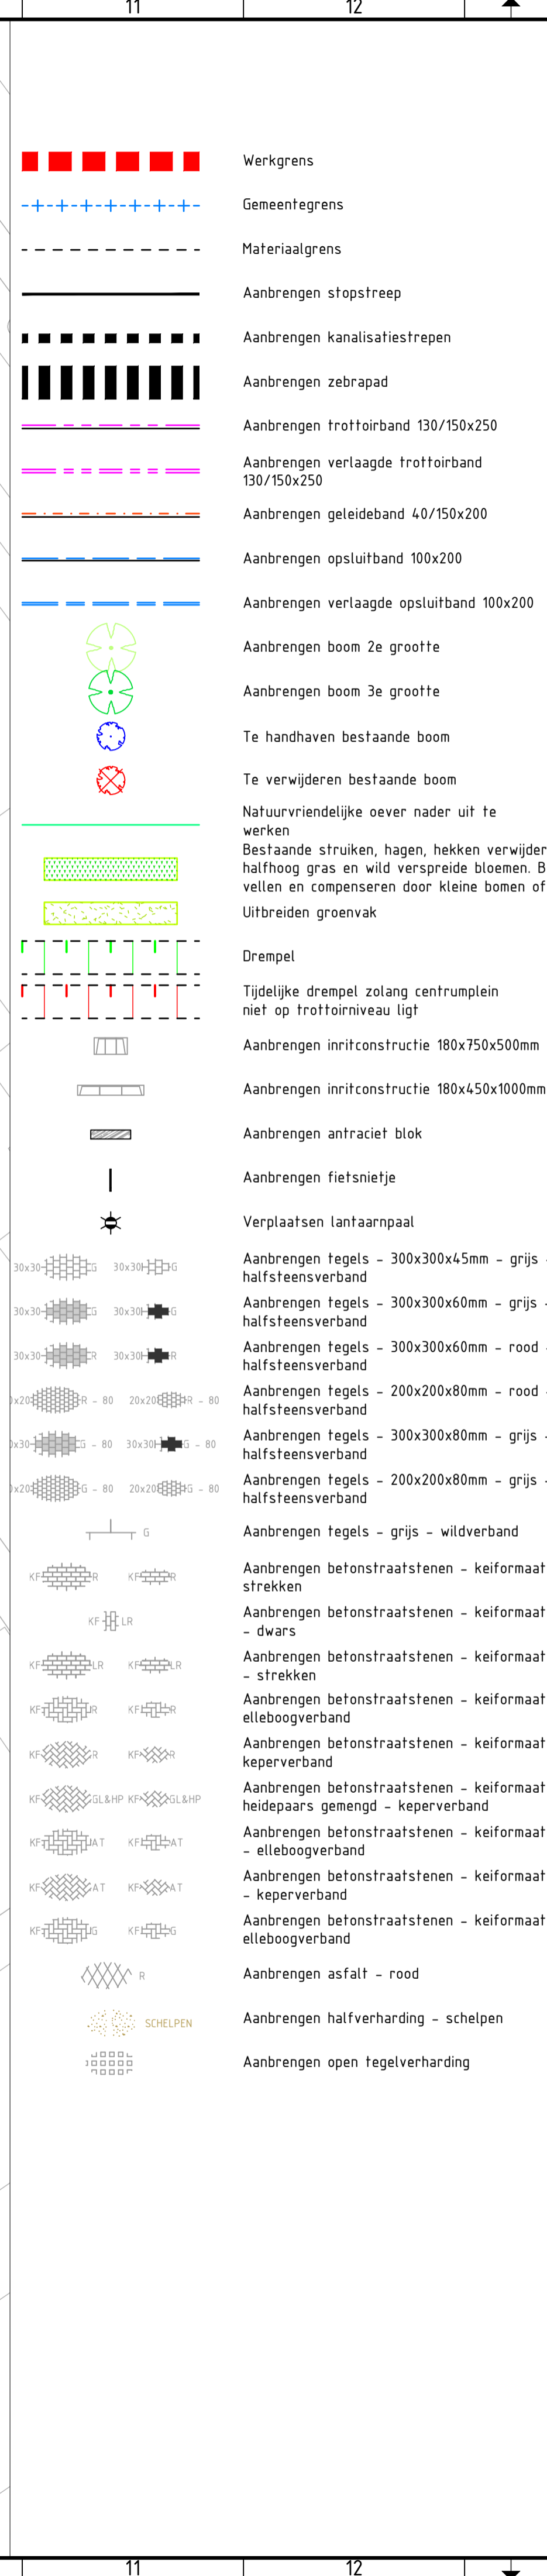 11 12
Werkgrens
Gemeentegrens
Materiaalgrens
Aanbrengen stopstreep
Aanbrengen kanalisatiestrepen
Aanbrengen zebrapad
Aanbrengen trottoirband 130/150x250
Aanbrengen verlaagde trottoirband
130/150x250
Aanbrengen geleideband 40/150x200
Aanbrengen opsluitband 100x200
Aanbrengen verlaagde opsluitband 100x200
Aanbrengen boom 2e grootte
Aanbrengen boom 3e grootte
Te handhaven bestaande boom
Te verwijderen bestaande boom
Natuurvriendelijke oever nader uit te
werken
Bestaande struiken, hagen, hekken verwijder
halfhoog gras en wild verspreide bloemen. B
vellen en compenseren door kleine bomen of
Uitbreiden groenvak
Drempel
Tijdelijke drempel zolang centrumplein
niet op trottoirniveau ligt
Aanbrengen inritconstructie 180x750x500mm
Aanbrengen inritconstructie 180x450x1000mm
Aanbrengen antraciet blok
Aanbrengen fietsnietje
Verplaatsen lantaarnpaal
30x30 G 30x30 G Aanbrengen tegels - 300x300x45mm - grijs -
halfsteensverband
30x30 G 30x30 G Aanbrengen tegels - 300x300x60mm - grijs -
halfsteensverband
30x30 R 30x30 R Aanbrengen tegels - 300x300x60mm - rood -
halfsteensverband
0x20 R - 80 20x20 R - 80 Aanbrengen tegels - 200x200x80mm - rood -
halfsteensverband
0x30 G - 80 30x30 G - 80 Aanbrengen tegels - 300x300x80mm - grijs -
halfsteensverband
0x20 G - 80 20x20 G - 80 Aanbrengen tegels - 200x200x80mm - grijs -
halfsteensverband
G Aanbrengen tegels - grijs - wildverband
KF R KF R Aanbrengen betonstraatstenen - keiformaat
strekken
KF LR Aanbrengen betonstraatstenen - keiformaat
- dwars
KF LR KF LR Aanbrengen betonstraatstenen - keiformaat
- strekken
KF R KF R Aanbrengen betonstraatstenen - keiformaat
elleboogverband
KF R KF R Aanbrengen betonstraatstenen - keiformaat
keperverband
KF GL&HP KF GL&HP Aanbrengen betonstraatstenen - keiformaat
heidepaars gemengd - keperverband
KF AT KF AT Aanbrengen betonstraatstenen - keiformaat
- elleboogverband
KF AT KF AT Aanbrengen betonstraatstenen - keiformaat
- keperverband
KF G KF G Aanbrengen betonstraatstenen - keiformaat
elleboogverband
R Aanbrengen asfalt - rood
SCHELPEN Aanbrengen halfverharding - schelpen
Aanbrengen open tegelverharding
11 12